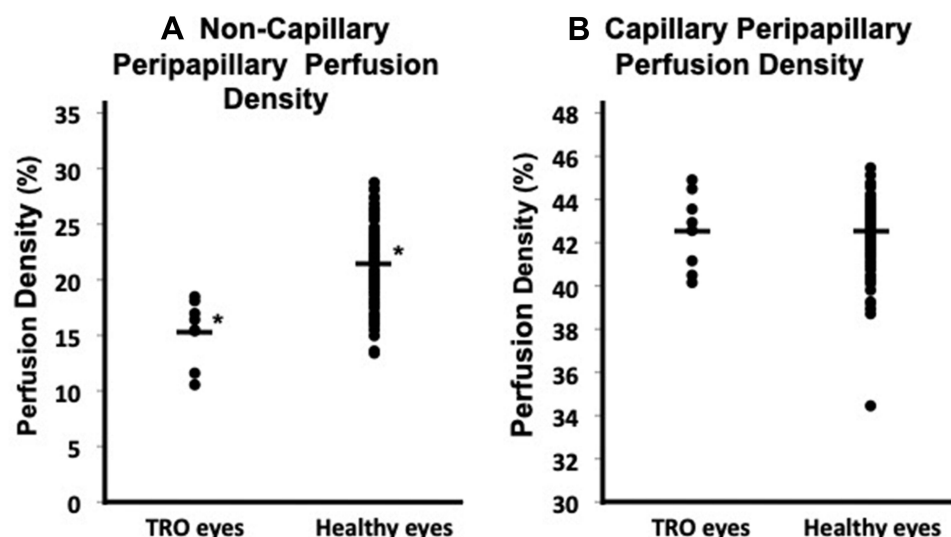 A Non-Capillary
Peripapillary Perfusion
Density
Perfusion Density (%)
35
30
25
20
15
10
5
0
*
*
TRO eyes
Healthy eyes
B Capillary Peripapillary
Perfusion Density
Perfusion Density (%)
48
46
44
42
40
38
36
34
32
30
TRO eyes
Healthy eyes